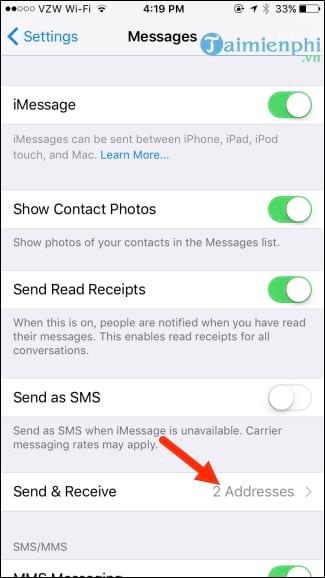 VZW Wi-Fi 4:19 PM 33%
Settings Messages
Taimienphi
.vn
iMessage
iMessages can be sent between iPhone, iPad, iPod
touch, and Mac. Learn More...
Show Contact Photos
Show photos of your contacts in the Messages list.
Send Read Receipts
When this is on, people are notified when you have read
their messages. This enables read receipts for all
conversations.
Send as SMS
Send as SMS when iMessage is unavailable. Carrier
messaging rates may apply.
Send & Receive 2 Addresses
SMS/MMS
MMS Messaging